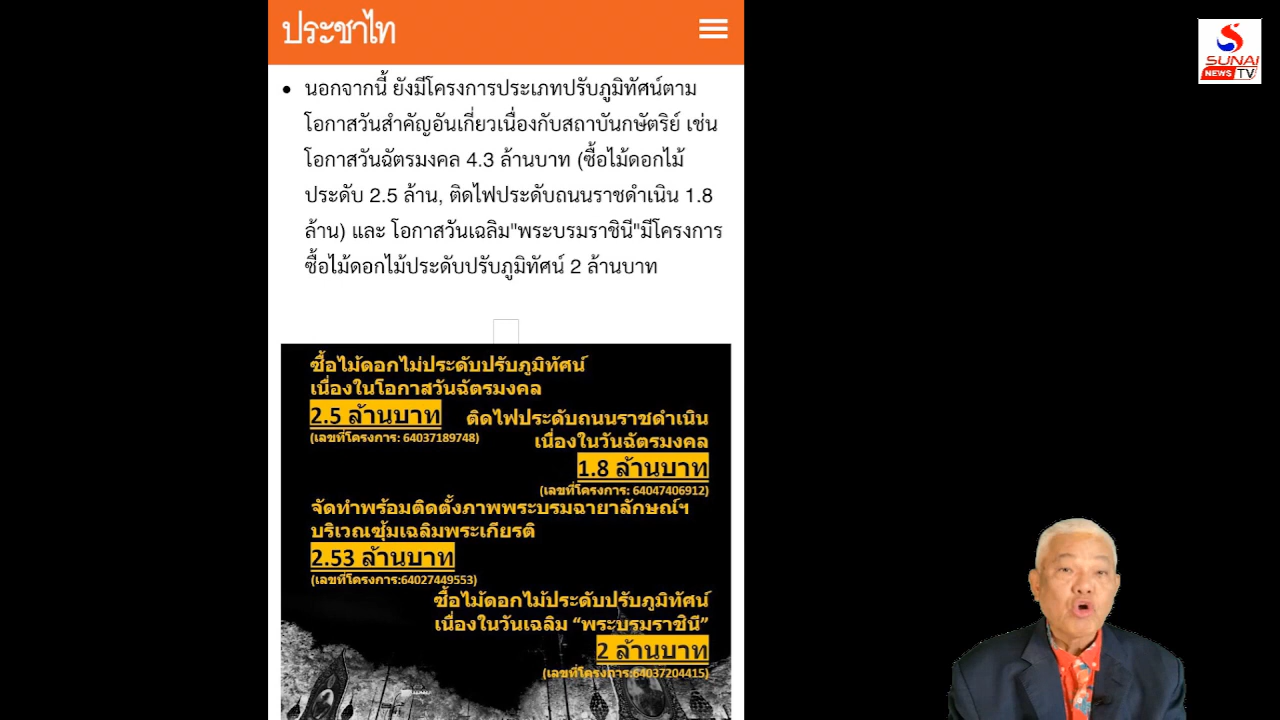 ประชาไท
SUNAI
NEWS TV
• นอกจากนี้ ยังมีโครงการประเภทปรับภูมิทัศน์ตาม
โอกาสวันสำคัญอันเกี่ยวเนื่องกับสถาบันกษัตริย์ เช่น
โอกาสวันฉัตรมงคล 4.3 ล้านบาท (ซื้อไม้ดอกไม้
ประดับ 2.5 ล้าน, ติดไฟประดับถนนราชดำเนิน 1.8
ล้าน) และ โอกาสวันเฉลิม"พระบรมราชินี"มีโครงการ
ซื้อไม้ดอกไม้ประดับปรับภูมิทัศน์ 2 ล้านบาท
ซื้อไม้ดอกไม่ประดับปรับภูมิทัศน์
เนื่องในโอกาสวันฉัตรมงคล
2.5 ล้านบาท
(เลขที่โครงการ: 64037189748)
ติดไฟประดับถนนราชดำเนิน
เนื่องในวันฉัตรมงคล
1.8 ล้านบาท
(เลขที่โครงการ: 64047406912)
จัดทำพร้อมติดตั้งภาพพระบรมฉายาลักษณ์ฯ
บริเวณซุ้มเฉลิมพระเกียรติ
2.53 ล้านบาท
(เลขที่โครงการ:64027449553)
ซื้อไม้ดอกไม้ประดับปรับภูมิทัศน์
เนื่องในวันเฉลิม “พระบรมราชินี”
2 ล้านบาท
(เลขที่โครงการ:64037204415)